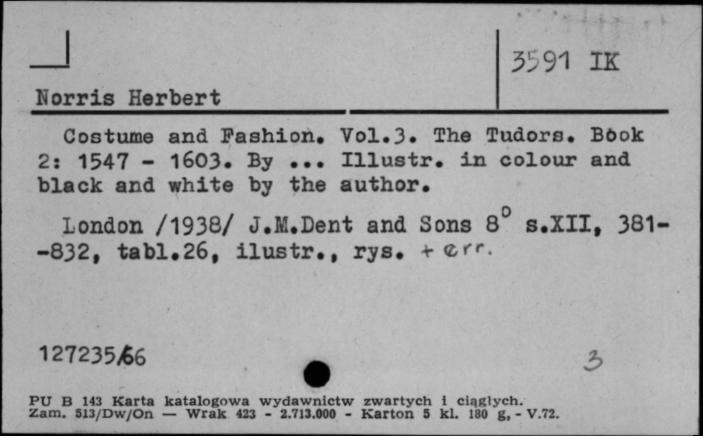 3591 IK
Norris Herbert
Costume and Fashion. Vol.3. The Tudors. Book
2: 1547 - 1603. By ... Illustr. in colour and
black and white by the author.
London /1938/ J.M.Dent and Sons 8° s.XII, 381-
-832, tabl.26, ilustr., rys. + err.
127235/66
3
PU B 143 Karta katalogowa wydawnictw zwartych i ciągłych.
Zam. 513/Dw/On — Wrak 423 - 2.713.000 - Karton 5 kl. 180 g, - V.72.